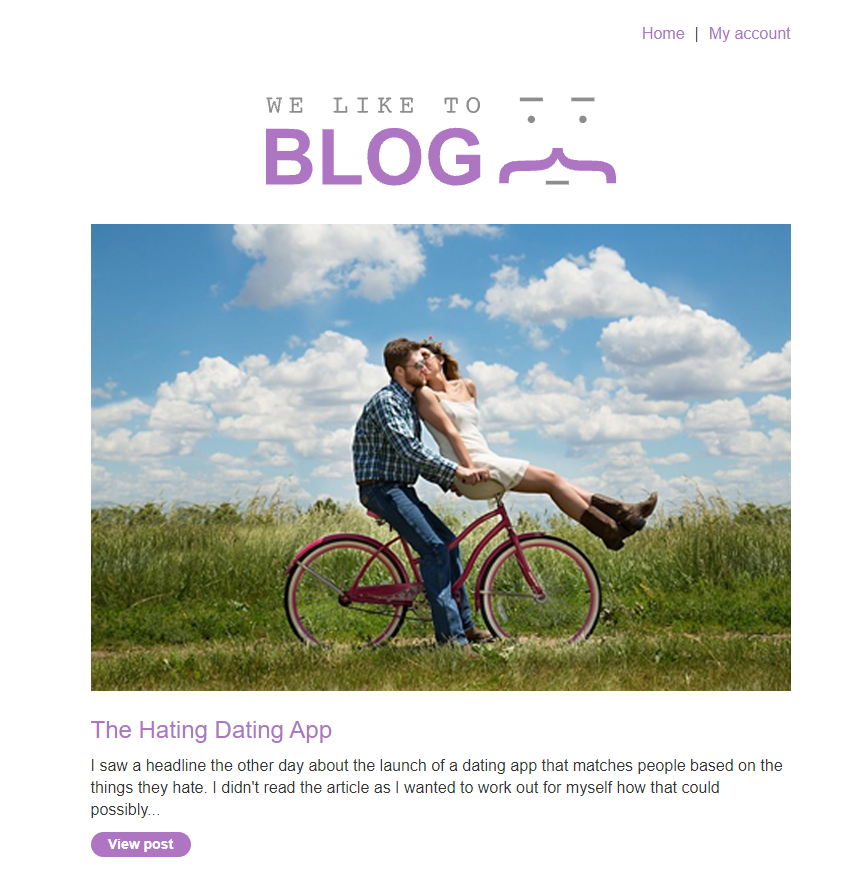 Home | My account
WE LIKE TO
BLOG
The Hating Dating App
I saw a headline the other day about the launch of a dating app that matches people based on the
things they hate. I didn't read the article as I wanted to work out for myself how that could
possibly...
View post